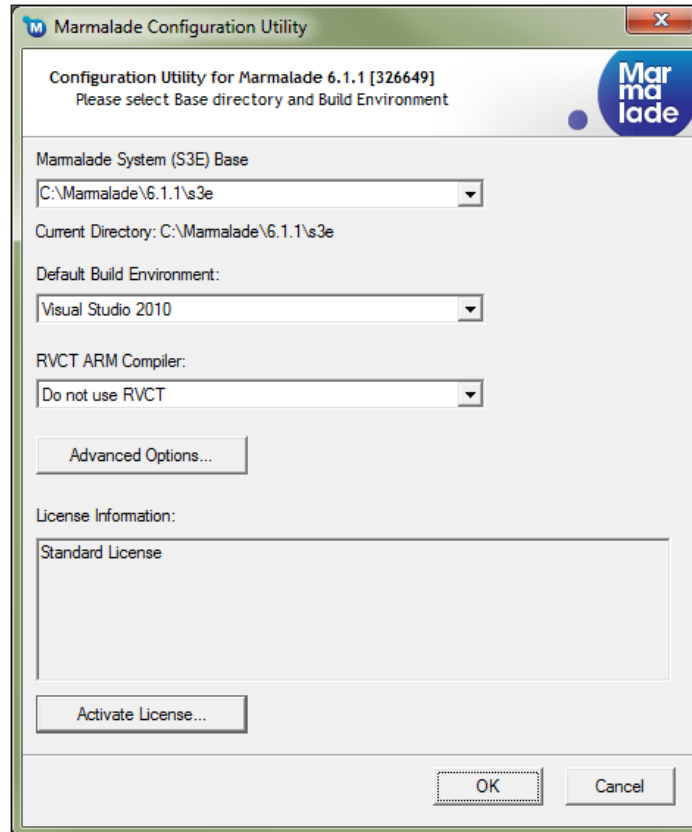 Marmalade Configuration Utility
Configuration Utility for Marmalade 6.1.1 [326649]
Please select Base directory and Build Environment
Mar
ma
lade
Marmalade System (S3E) Base
C:\Marmalade\6.1.1\s3e
Current Directory: C:\Marmalade\6.1.1\s3e
Default Build Environment:
Visual Studio 2010
RVCT ARM Compiler:
Do not use RVCT
Advanced Options...
License Information:
Standard License
Activate License...
OK
Cancel